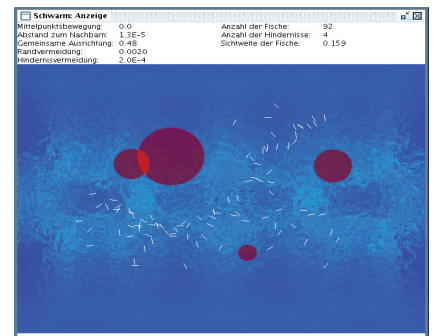 Schwarm: Anzeige
Mittelpunktsbewegung: 0.0 Anzahl der Fische: 92
Abstand zum Nachbarn: 1.3E-5 Anzahl der Hindernisse: 4
Gemeinsame Ausrichtung: 0.48 Sichtweite der Fische: 0.159
Randvermeidung: 0.0020
Hindernisvermeidung: 2.0E-4